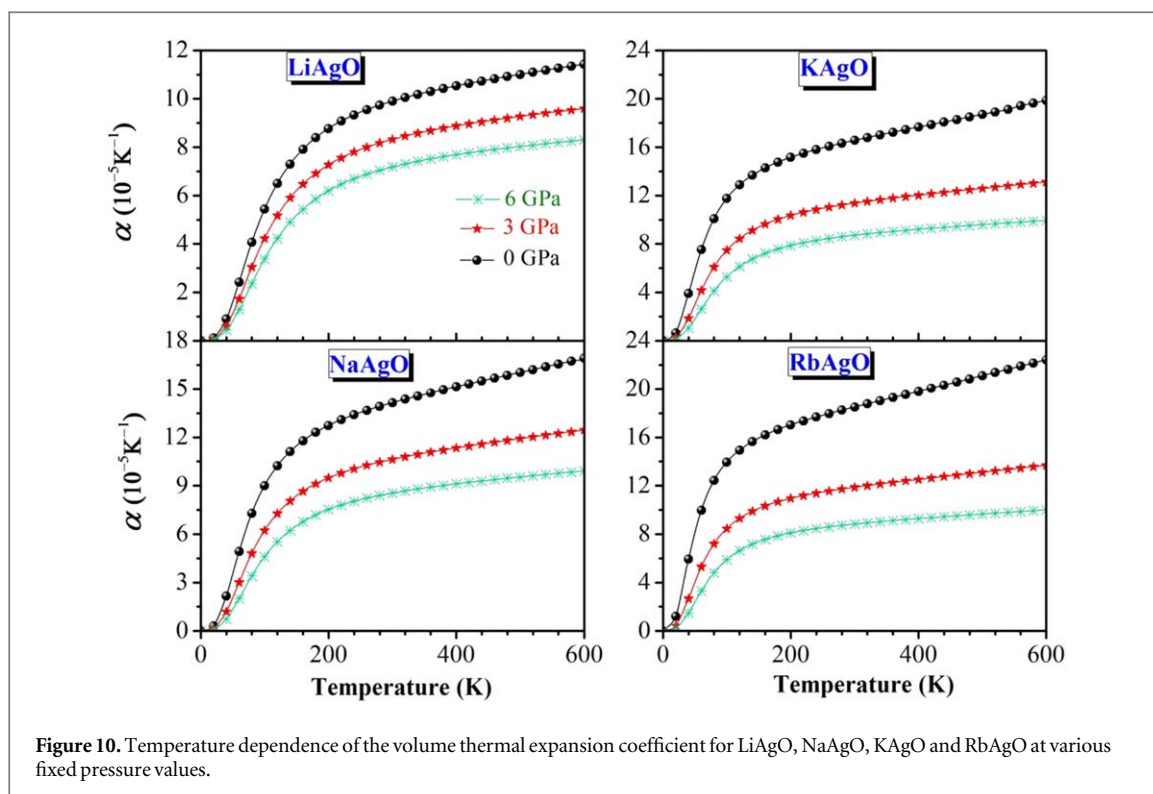 12
10
8
6
4
2
18
α (10⁻⁵K⁻¹)
LiAgO
6 GPa
3 GPa
0 GPa
24
20
16
12
8
4
24
KAgO
15
12
9
6
3
0
α (10⁻⁵K⁻¹)
NaAgO
0 200 400 600
Temperature (K)
20
16
12
8
4
0
RbAgO
0 200 400 600
Temperature (K)
Figure 10. Temperature dependence of the volume thermal expansion coefficient for LiAgO, NaAgO, KAgO and RbAgO at various
fixed pressure values.